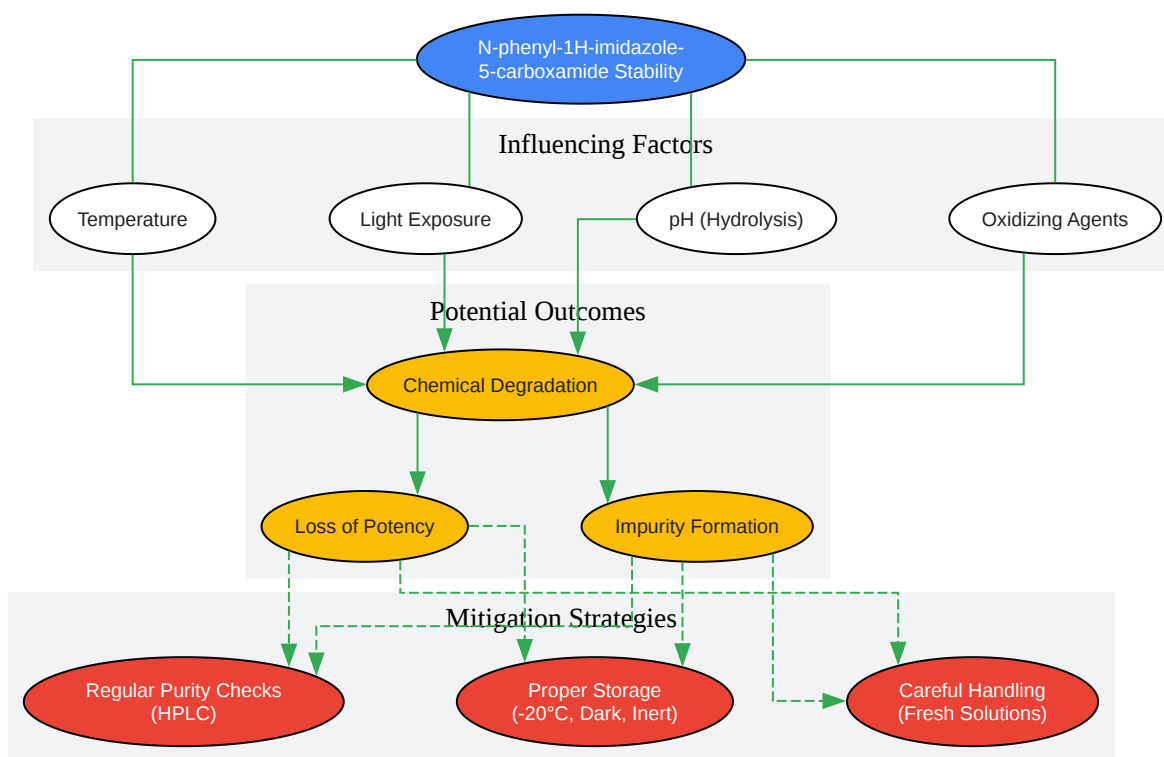 N-phenyl-1H-imidazole-
5-carboxamide Stability
Influencing Factors
Temperature
Light Exposure
pH (Hydrolysis)
Oxidizing Agents
Potential Outcomes
Chemical Degradation
Loss of Potency
Impurity Formation
Mitigation Strategies
Regular Purity Checks
(HPLC)
Proper Storage
(-20°C, Dark, Inert)
Careful Handling
(Fresh Solutions)